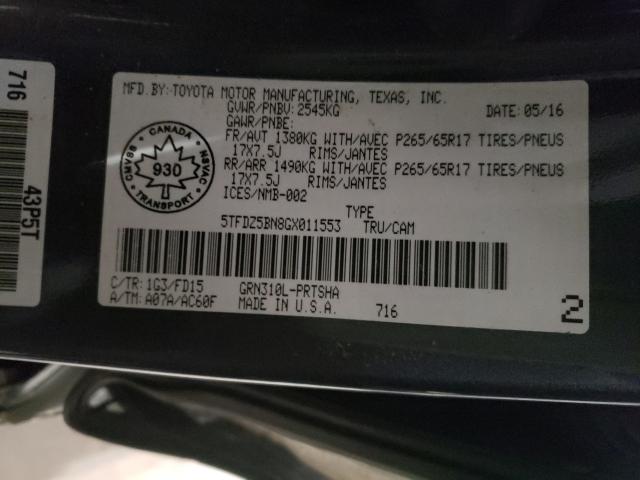 716
43P5T
MFD. BY: TOYOTA MOTOR MANUFACTURING, TEXAS, INC.
GVWR/PNBV: 2545KG DATE: 05/16
GAWR/PNBE:
FR/AVT 1380KG WITH/AVEC P265/65R17 TIRES/PNEUS
17X7.5J RIMS/JANTES
RR/ARR 1490KG WITH/AVEC P265/65R17 TIRES/PNEUS
17X7.5J RIMS/JANTES
ICES/NMB-002
TYPE
5TFDZ5BN8GX011553 TRU/CAM
C/TR: 1G3/FD15 GRN310L-PRTSHA
A/TM: A07A/AC60F MADE IN U.S.A. 716
2
CANADA
CMVSS
NSVAC
930
TRANSPORT